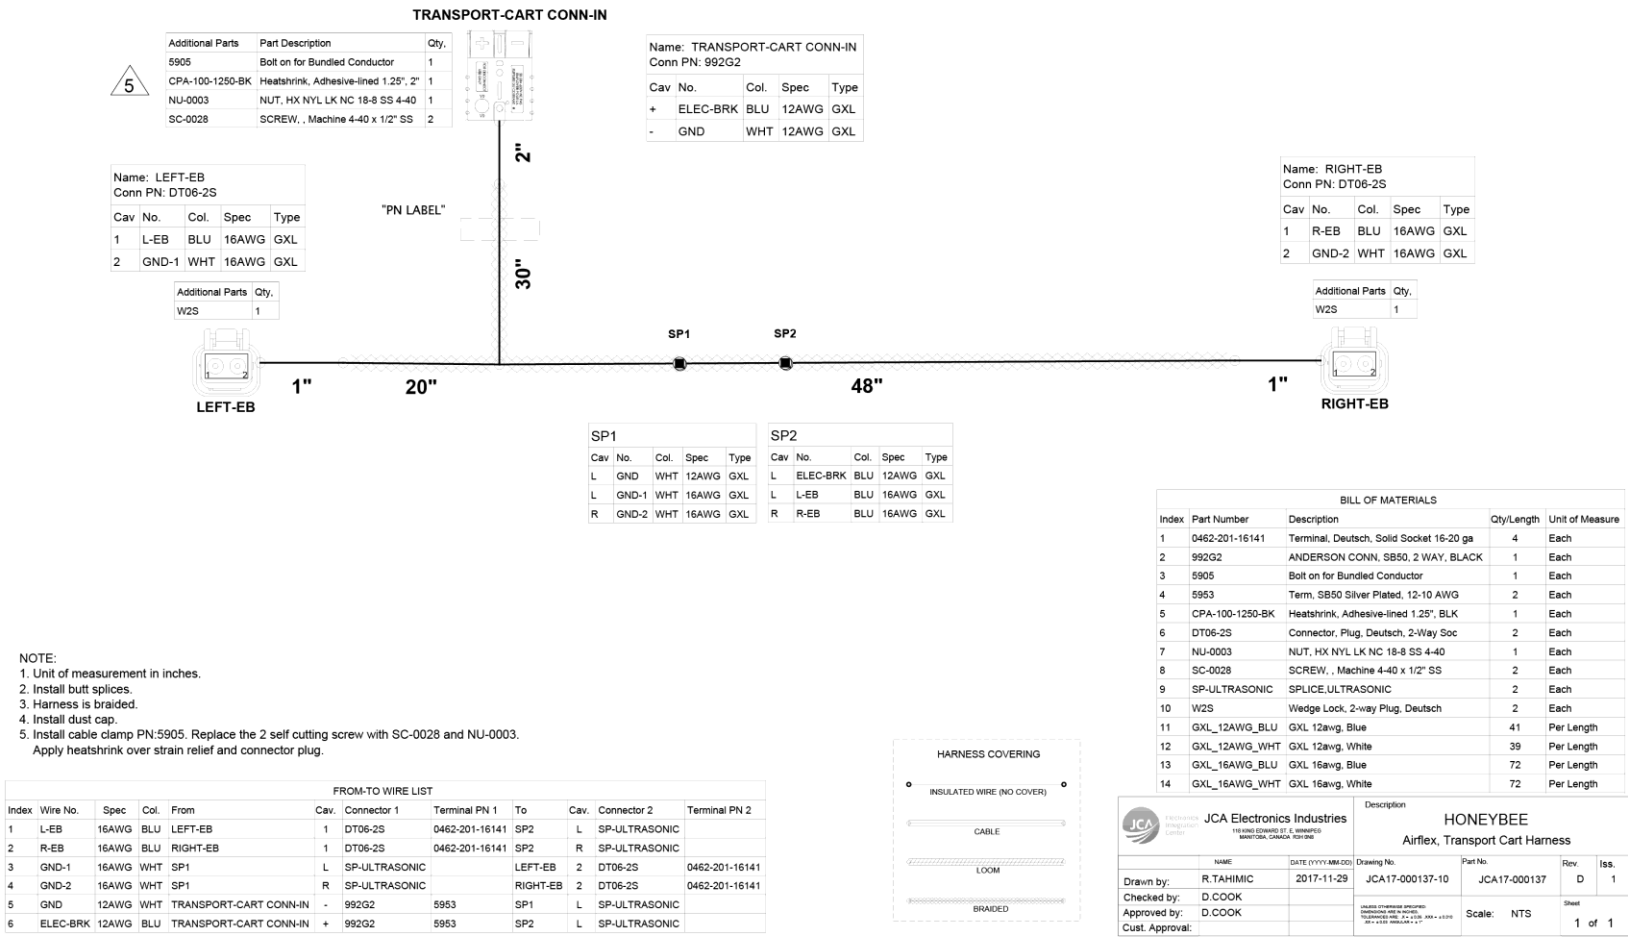 TRANSPORT-CART CONN-IN
Additional Parts Part Description Qty,
5905 Bolt on for Bundled Conductor 1
CPA-100-1250-BK Heatshrink, Adhesive-lined 1.25", 2" 1
NU-0003 NUT, HX NYL LK NC 18-8 SS 4-40 1
SC-0028 SCREW, , Machine 4-40 x 1/2" SS 2
5
Name: TRANSPORT-CART CONN-IN
Conn PN: 992G2
Cav No. Col. Spec Type
+ ELEC-BRK BLU 12AWG GXL
- GND WHT 12AWG GXL
2"
Name: LEFT-EB
Conn PN: DT06-2S
Cav No. Col. Spec Type
1 L-EB BLU 16AWG GXL
2 GND-1 WHT 16AWG GXL
Additional Parts Qty,
W2S 1
"PN LABEL"
30"
Name: RIGHT-EB
Conn PN: DT06-2S
Cav No. Col. Spec Type
1 R-EB BLU 16AWG GXL
2 GND-2 WHT 16AWG GXL
Additional Parts Qty,
W2S 1
SP1 SP2
1 2
1 2
1" 20" 48" 1"
LEFT-EB
RIGHT-EB
SP1
Cav No. Col. Spec Type
L GND WHT 12AWG GXL
L GND-1 WHT 16AWG GXL
R GND-2 WHT 16AWG GXL
SP2
Cav No. Col. Spec Type
L ELEC-BRK BLU 12AWG GXL
L L-EB BLU 16AWG GXL
R R-EB BLU 16AWG GXL
BILL OF MATERIALS
Index Part Number Description Qty/Length Unit of Measure
1 0462-201-16141 Terminal, Deutsch, Solid Socket 16-20 ga 4 Each
2 992G2 ANDERSON CONN, SB50, 2 WAY, BLACK 1 Each
3 5905 Bolt on for Bundled Conductor 1 Each
4 5953 Term, SB50 Silver Plated, 12-10 AWG 2 Each
5 CPA-100-1250-BK Heatshrink, Adhesive-lined 1.25", BLK 1 Each
6 DT06-2S Connector, Plug, Deutsch, 2-Way Soc 2 Each
7 NU-0003 NUT, HX NYL LK NC 18-8 SS 4-40 1 Each
8 SC-0028 SCREW, , Machine 4-40 x 1/2" SS 2 Each
9 SP-ULTRASONIC SPLICE,ULTRASONIC 2 Each
10 W2S Wedge Lock, 2-way Plug, Deutsch 2 Each
11 GXL_12AWG_BLU GXL 12awg, Blue 41 Per Length
12 GXL_12AWG_WHT GXL 12awg, White 39 Per Length
13 GXL_16AWG_BLU GXL 16awg, Blue 72 Per Length
14 GXL_16AWG_WHT GXL 16awg, White 72 Per Length
NOTE:
1. Unit of measurement in inches.
2. Install butt splices.
3. Harness is braided.
4. Install dust cap.
5. Install cable clamp PN:5905. Replace the 2 self cutting screw with SC-0028 and NU-0003.
Apply heatshrink over strain relief and connector plug.
FROM-TO WIRE LIST
Index Wire No. Spec Col. From Cav. Connector 1 Terminal PN 1 To Cav. Connector 2 Terminal PN 2
1 L-EB 16AWG BLU LEFT-EB 1 DT06-2S 0462-201-16141 SP2 L SP-ULTRASONIC
2 R-EB 16AWG BLU RIGHT-EB 1 DT06-2S 0462-201-16141 SP2 R SP-ULTRASONIC
3 GND-1 16AWG WHT SP1 L SP-ULTRASONIC LEFT-EB 2 DT06-2S 0462-201-16141
4 GND-2 16AWG WHT SP1 R SP-ULTRASONIC RIGHT-EB 2 DT06-2S 0462-201-16141
5 GND 12AWG WHT TRANSPORT-CART CONN-IN - 992G2 5953 SP1 L SP-ULTRASONIC
6 ELEC-BRK 12AWG BLU TRANSPORT-CART CONN-IN + 992G2 5953 SP2 L SP-ULTRASONIC
HARNESS COVERING
INSULATED WIRE (NO COVER)
CABLE
LOOM
BRAIDED
JCA
Electronics Integration Center
JCA Electronics Industries
118 KING EDWARD ST. E. WINNIPEG
MANITOBA, CANADA R3H 0N8
Description
HONEYBEE
Airflex, Transport Cart Harness
NAME DATE (YYYY-MM-DD)
Drawn by: R.TAHIMIC 2017-11-29
Checked by: D.COOK
Approved by: D.COOK
Cust. Approval:
Drawing No. Part No. Rev. Iss.
JCA17-000137-10 JCA17-000137 D 1
UNLESS OTHERWISE SPECIFIED:
DIMENSIONS ARE IN INCHES.
Scale: NTS
Sheet
1 of 1